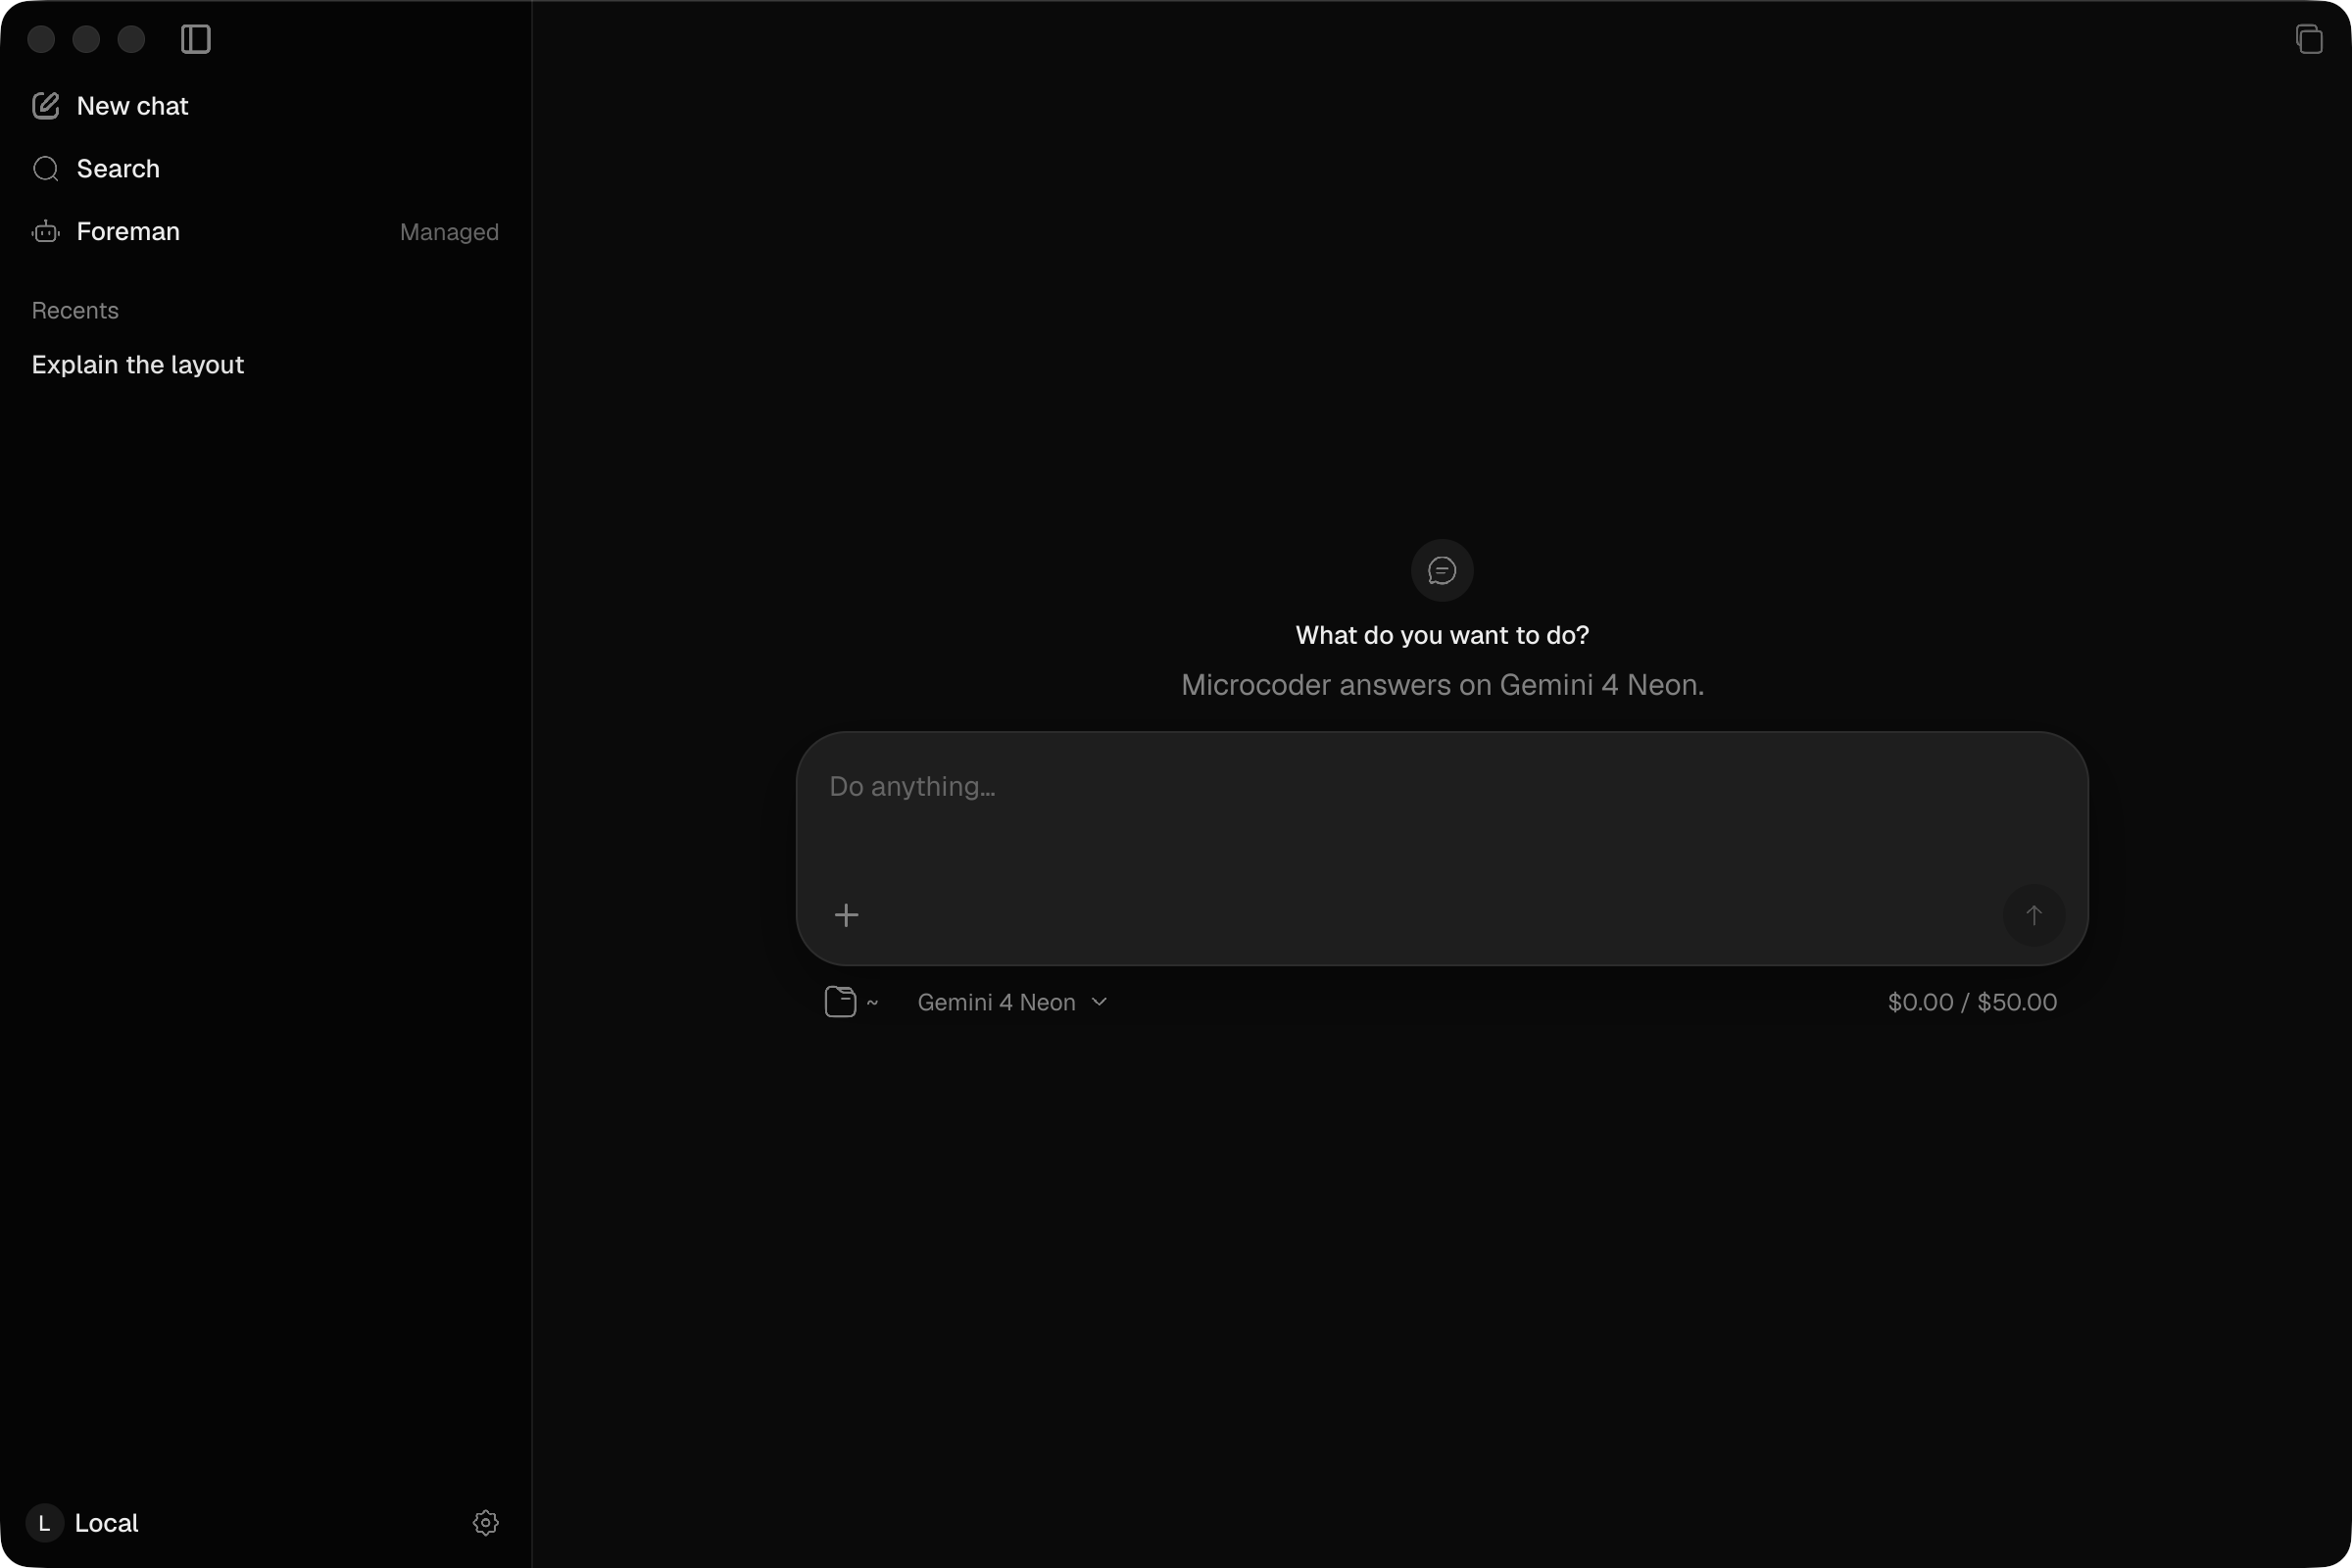 New chat
Search
Foreman Managed
Recents
Explain the layout
What do you want to do?
Microcoder answers on Gemini 4 Neon.
Do anything...
~ Gemini 4 Neon $0.00 / $50.00
L Local